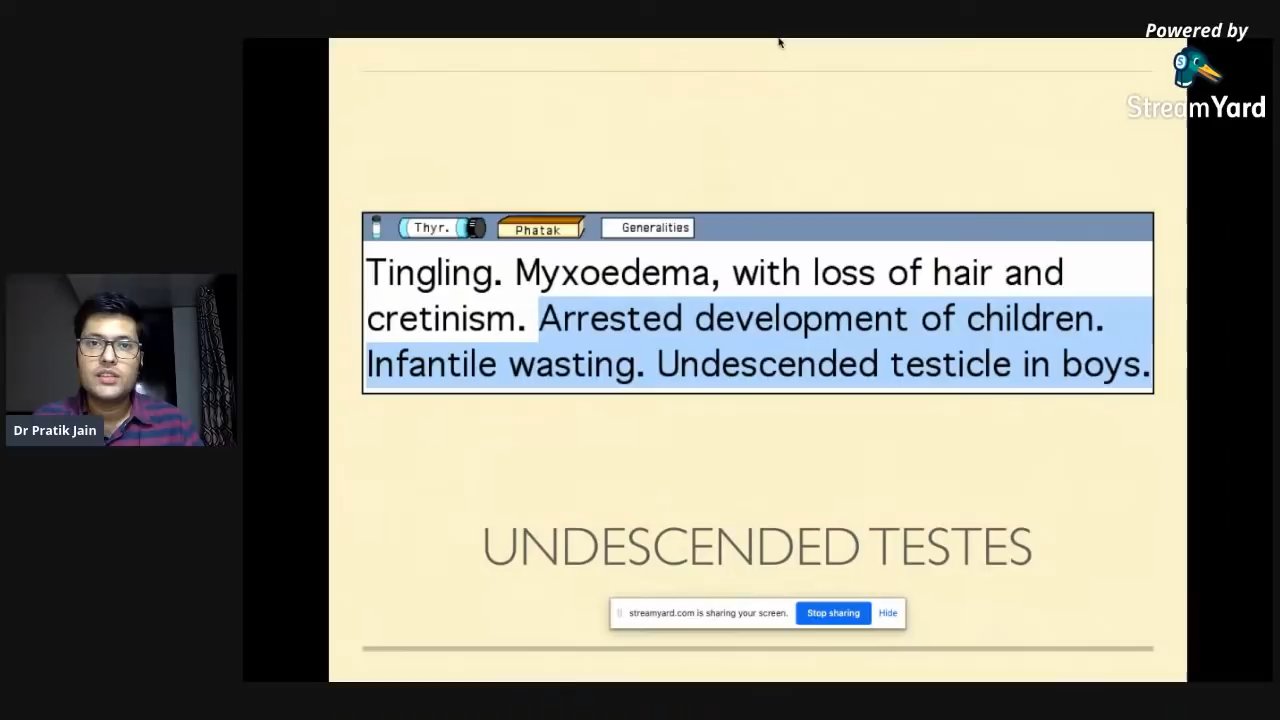 Powered by
StreamYard
Thyr.
Phatak
Generalities
Tingling. Myxoedema, with loss of hair and
cretinism. Arrested development of children.
Infantile wasting. Undescended testicle in boys.
Dr Pratik Jain
UNDESCENDED TESTES
streamyard.com is sharing your screen. Stop sharing Hide